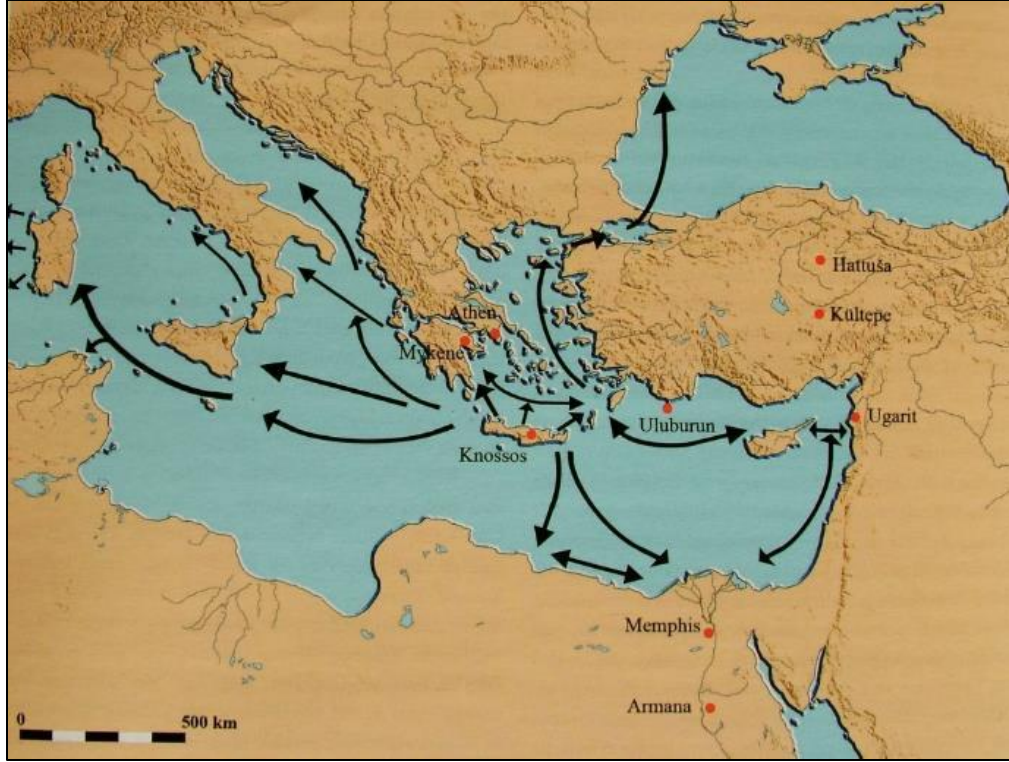 Hattuša
Kültepe
Athen
Mykene
Uluburun
Ugarit
Knossos
Memphis
Armana
0
500 km